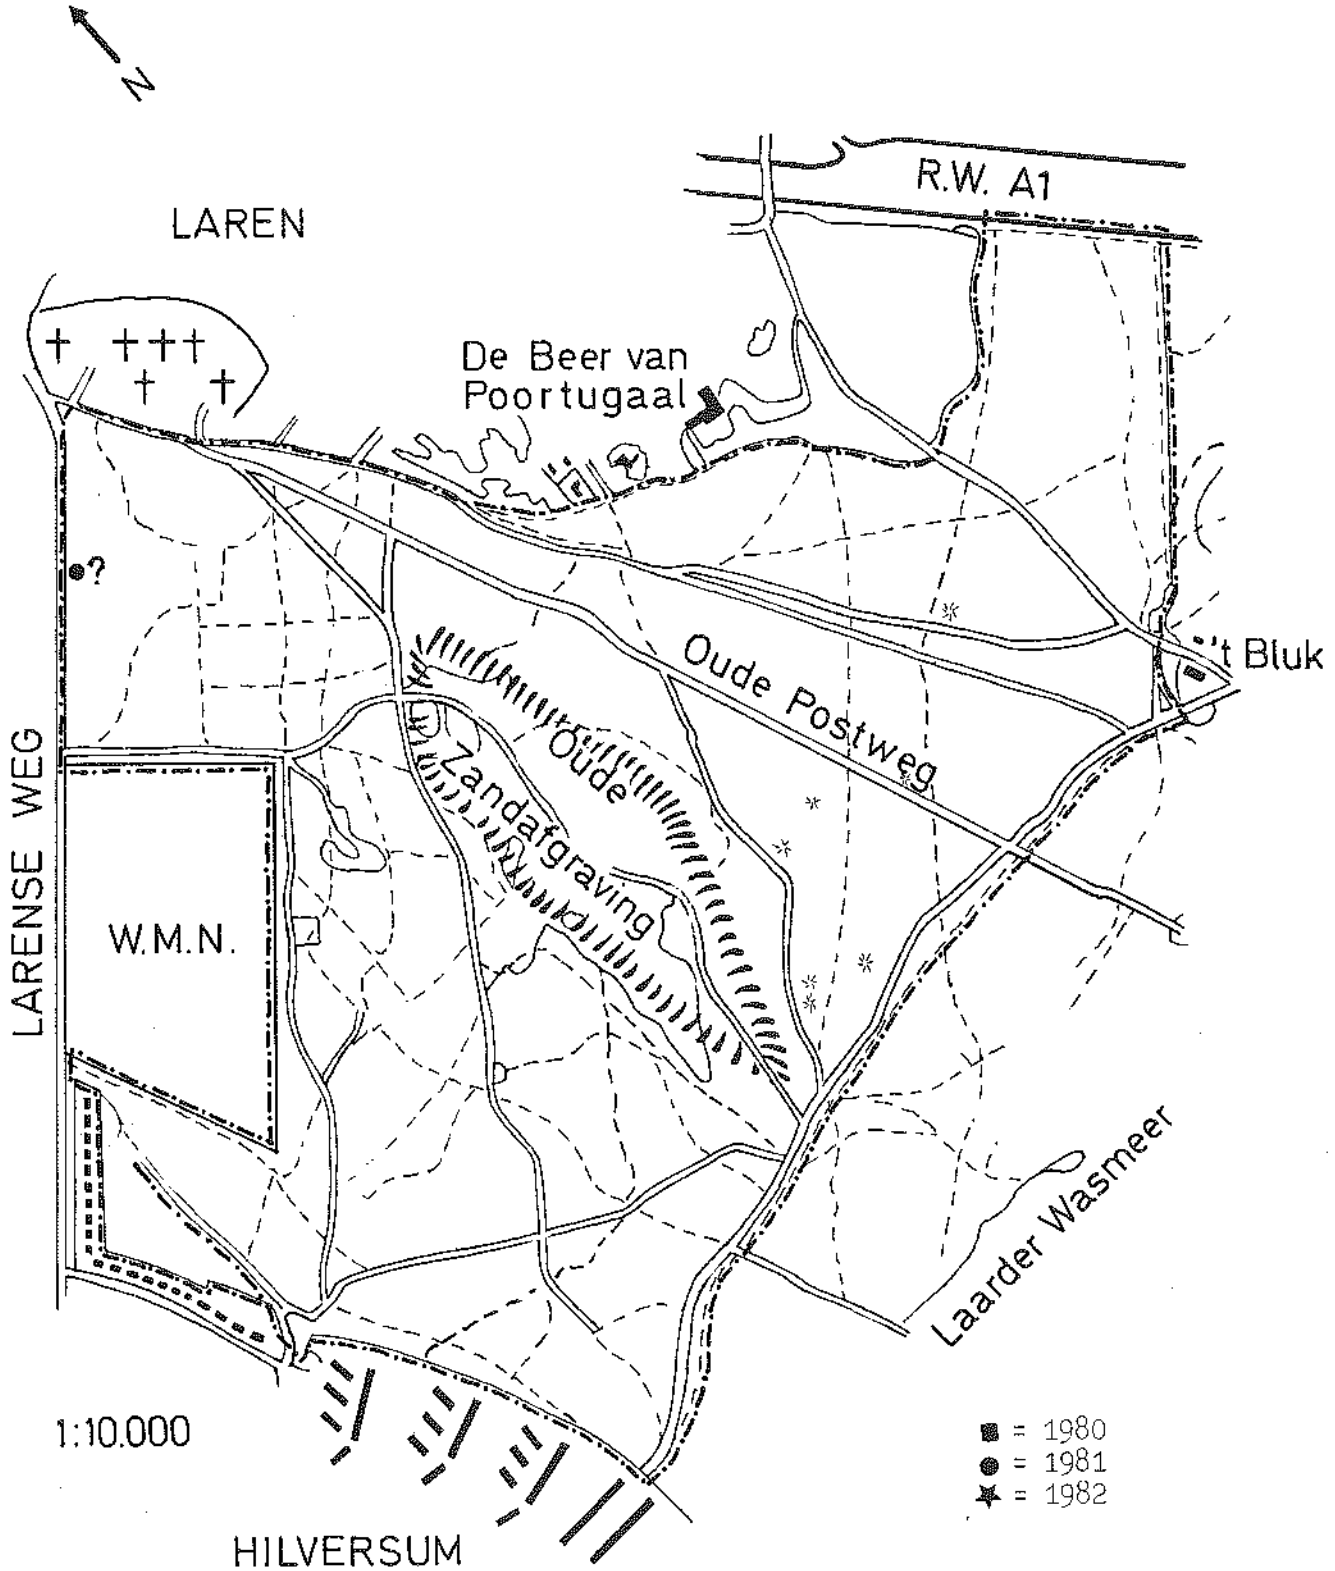 N
R.W. A1
LAREN
De Beer van
Poortugaal
?
't Bluk
Oude Postweg
Oude
Zandafgraving
LARENSE WEG
W.M.N.
Laarder Wasmeer
1:10.000
■ = 1980
● = 1981
★ = 1982
HILVERSUM